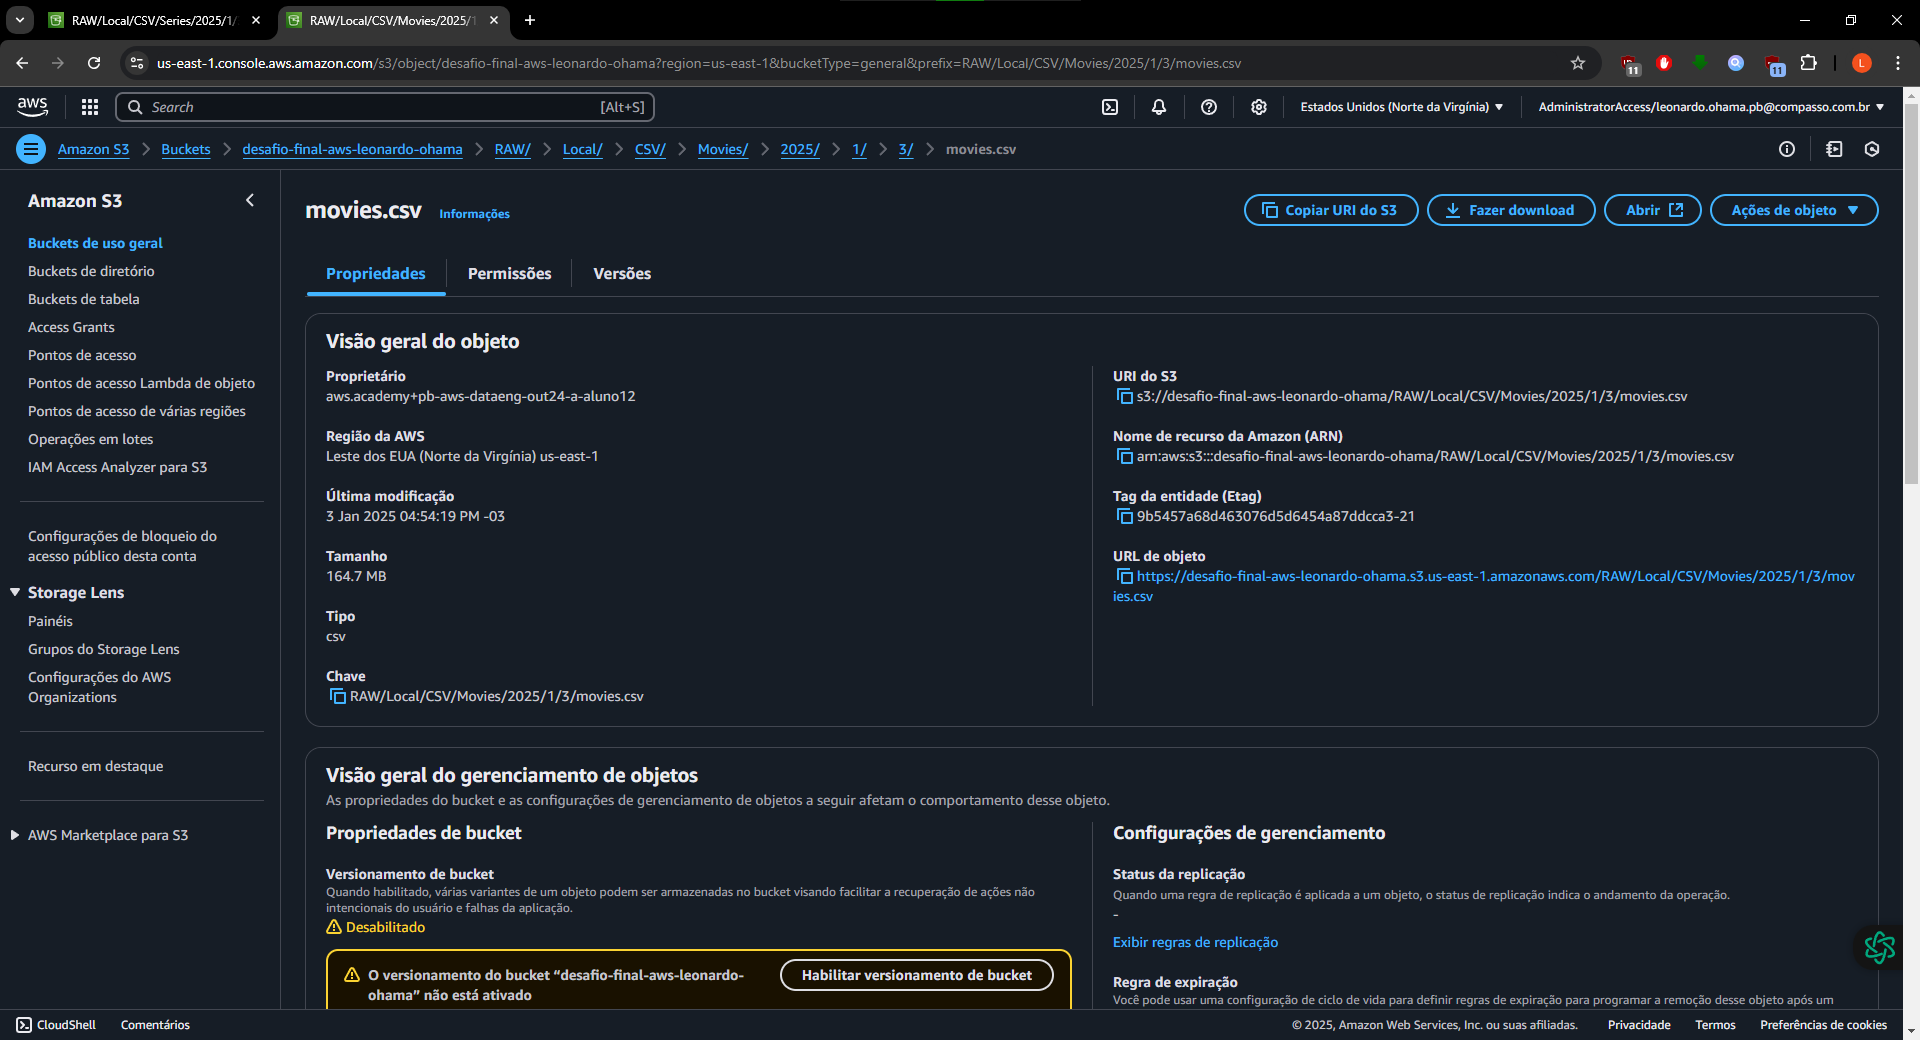 RAW/Local/CSV/Series/2025/1/
RAW/Local/CSV/Movies/2025/1
us-east-1.console.aws.amazon.com/s3/object/desafio-final-aws-leonardo-ohama?region=us-east-1&bucketType=general&prefix=RAW/Local/CSV/Movies/2025/1/3/movies.csv
11
11
L
aws
Search
[Alt+S]
Estados Unidos (Norte da Virgínia)
AdministratorAccess/leonardo.ohama.pb@compasso.com.br
Amazon S3
Buckets
desafio-final-aws-leonardo-ohama
RAW/
Local/
CSV/
Movies/
2025/
1/
3/
movies.csv
Amazon S3
Buckets de uso geral
Buckets de diretório
Buckets de tabela
Access Grants
Pontos de acesso
Pontos de acesso Lambda de objeto
Pontos de acesso de várias regiões
Operações em lotes
IAM Access Analyzer para S3
Configurações de bloqueio do
acesso público desta conta
Storage Lens
Painéis
Grupos do Storage Lens
Configurações do AWS
Organizations
Recurso em destaque
AWS Marketplace para S3
movies.csv
Informações
Copiar URI do S3
Fazer download
Abrir
Ações de objeto
Propriedades
Permissões
Versões
Visão geral do objeto
Proprietário
aws.academy+pb-aws-dataeng-out24-a-aluno12
Região da AWS
Leste dos EUA (Norte da Virgínia) us-east-1
Última modificação
3 Jan 2025 04:54:19 PM -03
Tamanho
164.7 MB
Tipo
csv
Chave
RAW/Local/CSV/Movies/2025/1/3/movies.csv
URI do S3
s3://desafio-final-aws-leonardo-ohama/RAW/Local/CSV/Movies/2025/1/3/movies.csv
Nome de recurso da Amazon (ARN)
arn:aws:s3:::desafio-final-aws-leonardo-ohama/RAW/Local/CSV/Movies/2025/1/3/movies.csv
Tag da entidade (Etag)
9b5457a68d463076d5d6454a87ddcca3-21
URL de objeto
https://desafio-final-aws-leonardo-ohama.s3.us-east-1.amazonaws.com/RAW/Local/CSV/Movies/2025/1/3/mov
ies.csv
Visão geral do gerenciamento de objetos
As propriedades do bucket e as configurações de gerenciamento de objetos a seguir afetam o comportamento desse objeto.
Propriedades de bucket
Versionamento de bucket
Quando habilitado, várias variantes de um objeto podem ser armazenadas no bucket visando facilitar a recuperação de ações não
intencionais do usuário e falhas da aplicação.
Desabilitado
O versionamento do bucket “desafio-final-aws-leonardo-
ohama” não está ativado
Habilitar versionamento de bucket
Configurações de gerenciamento
Status da replicação
Quando uma regra de replicação é aplicada a um objeto, o status de replicação indica o andamento da operação.
-
Exibir regras de replicação
Regra de expiração
Você pode usar uma configuração de ciclo de vida para definir regras de expiração para programar a remoção desse objeto após um
CloudShell
Comentários
© 2025, Amazon Web Services, Inc. ou suas afiliadas.
Privacidade
Termos
Preferências de cookies